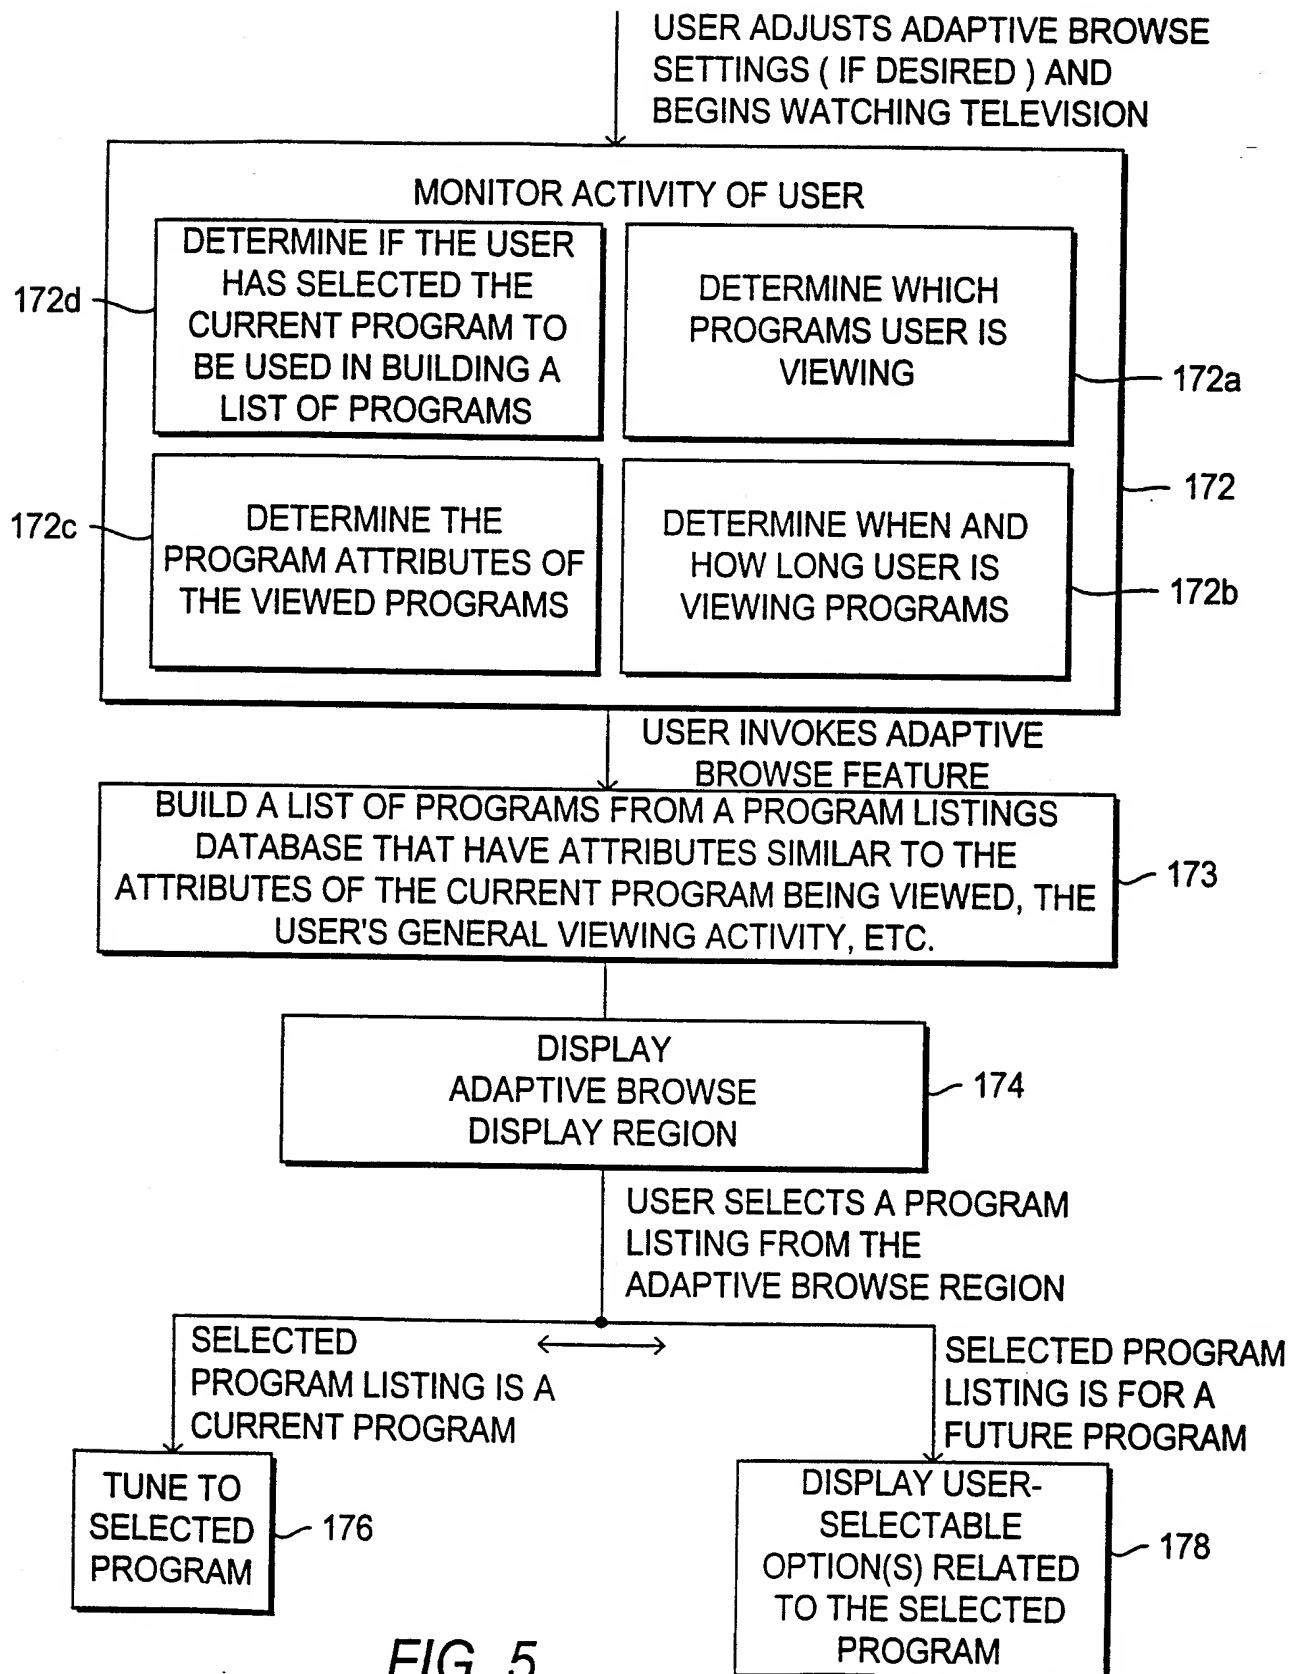 USER ADJUSTS ADAPTIVE BROWSE
SETTINGS ( IF DESIRED ) AND
BEGINS WATCHING TELEVISION
MONITOR ACTIVITY OF USER
172d
DETERMINE IF THE USER
HAS SELECTED THE
CURRENT PROGRAM TO
BE USED IN BUILDING A
LIST OF PROGRAMS
DETERMINE WHICH
PROGRAMS USER IS
VIEWING
172a
172
172c
DETERMINE THE
PROGRAM ATTRIBUTES OF
THE VIEWED PROGRAMS
DETERMINE WHEN AND
HOW LONG USER IS
VIEWING PROGRAMS
172b
USER INVOKES ADAPTIVE
BROWSE FEATURE
BUILD A LIST OF PROGRAMS FROM A PROGRAM LISTINGS
DATABASE THAT HAVE ATTRIBUTES SIMILAR TO THE
ATTRIBUTES OF THE CURRENT PROGRAM BEING VIEWED, THE
USER'S GENERAL VIEWING ACTIVITY, ETC.
173
DISPLAY
ADAPTIVE BROWSE
DISPLAY REGION
174
USER SELECTS A PROGRAM
LISTING FROM THE
ADAPTIVE BROWSE REGION
SELECTED
PROGRAM LISTING IS A
CURRENT PROGRAM
SELECTED PROGRAM
LISTING IS FOR A
FUTURE PROGRAM
TUNE TO
SELECTED
PROGRAM
176
DISPLAY USER-
SELECTABLE
OPTION(S) RELATED
TO THE SELECTED
PROGRAM
178
FIG. 5